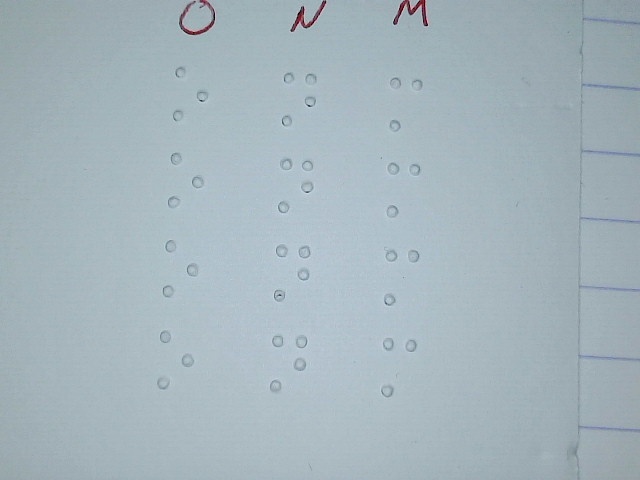 O N M
⠕ ⠝ ⠍
⠕ ⠝ ⠍
⠕ ⠝ ⠍
⠕ ⠝ ⠍